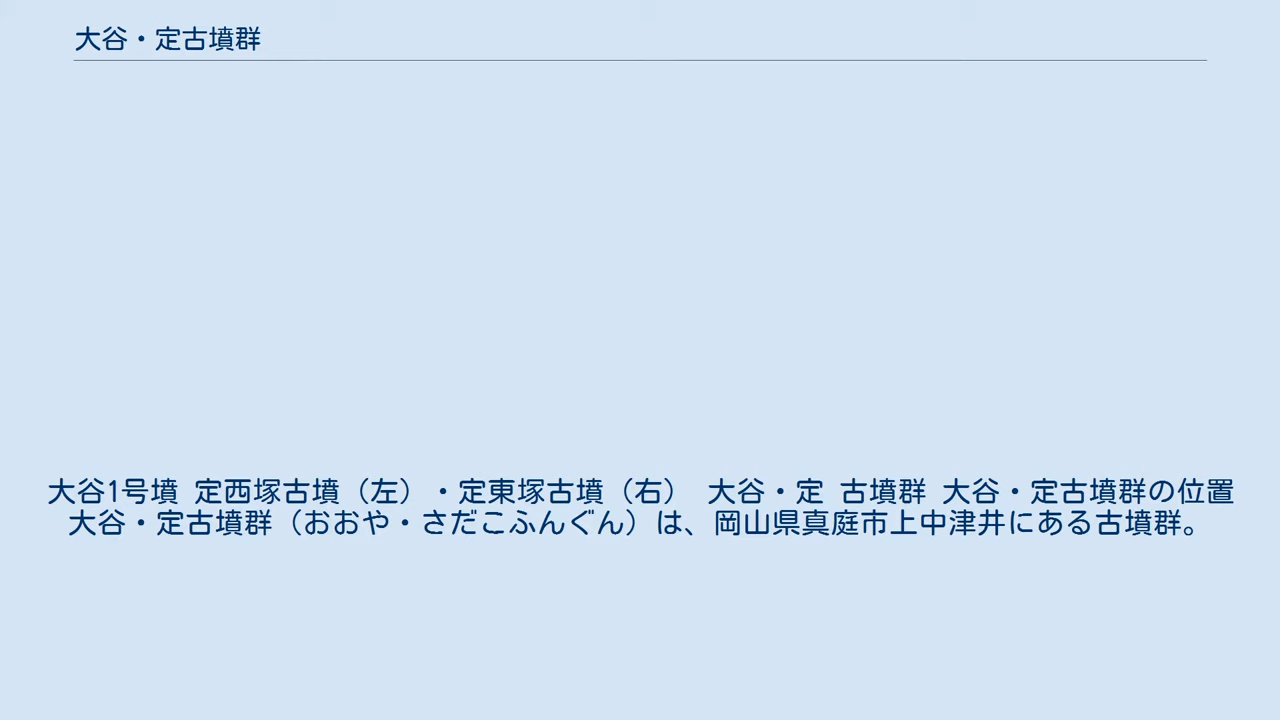 大谷・定古墳群
大谷1号墳 定西塚古墳（左）・定東塚古墳（右） 大谷・定 古墳群 大谷・定古墳群の位置
大谷・定古墳群（おおや・さだこふんぐん）は、岡山県真庭市上中津井にある古墳群。